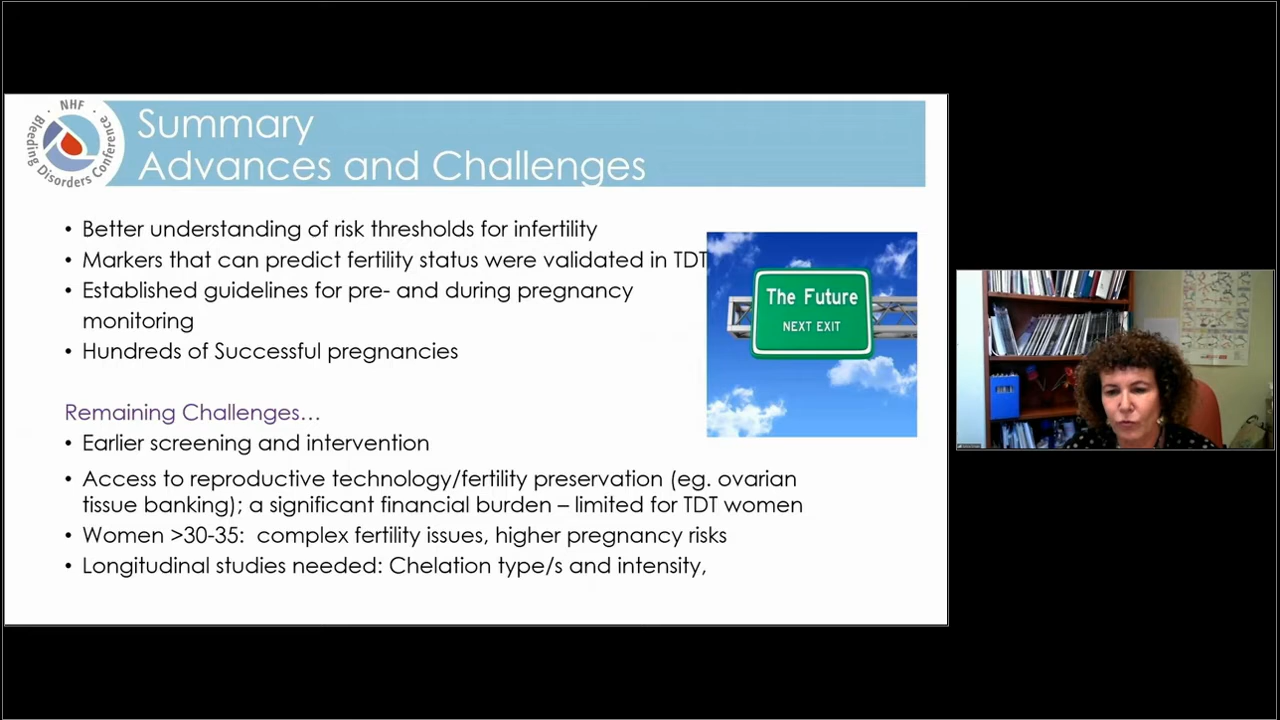 NHF
Bleeding Disorders Conference
Summary
Advances and Challenges
• Better understanding of risk thresholds for infertility
• Markers that can predict fertility status were validated in TDT
• Established guidelines for pre- and during pregnancy
monitoring
• Hundreds of Successful pregnancies
The Future
NEXT EXIT
Remaining Challenges…
• Earlier screening and intervention
• Access to reproductive technology/fertility preservation (eg. ovarian
tissue banking); a significant financial burden – limited for TDT women
• Women >30-35:  complex fertility issues, higher pregnancy risks
• Longitudinal studies needed: Chelation type/s and intensity,